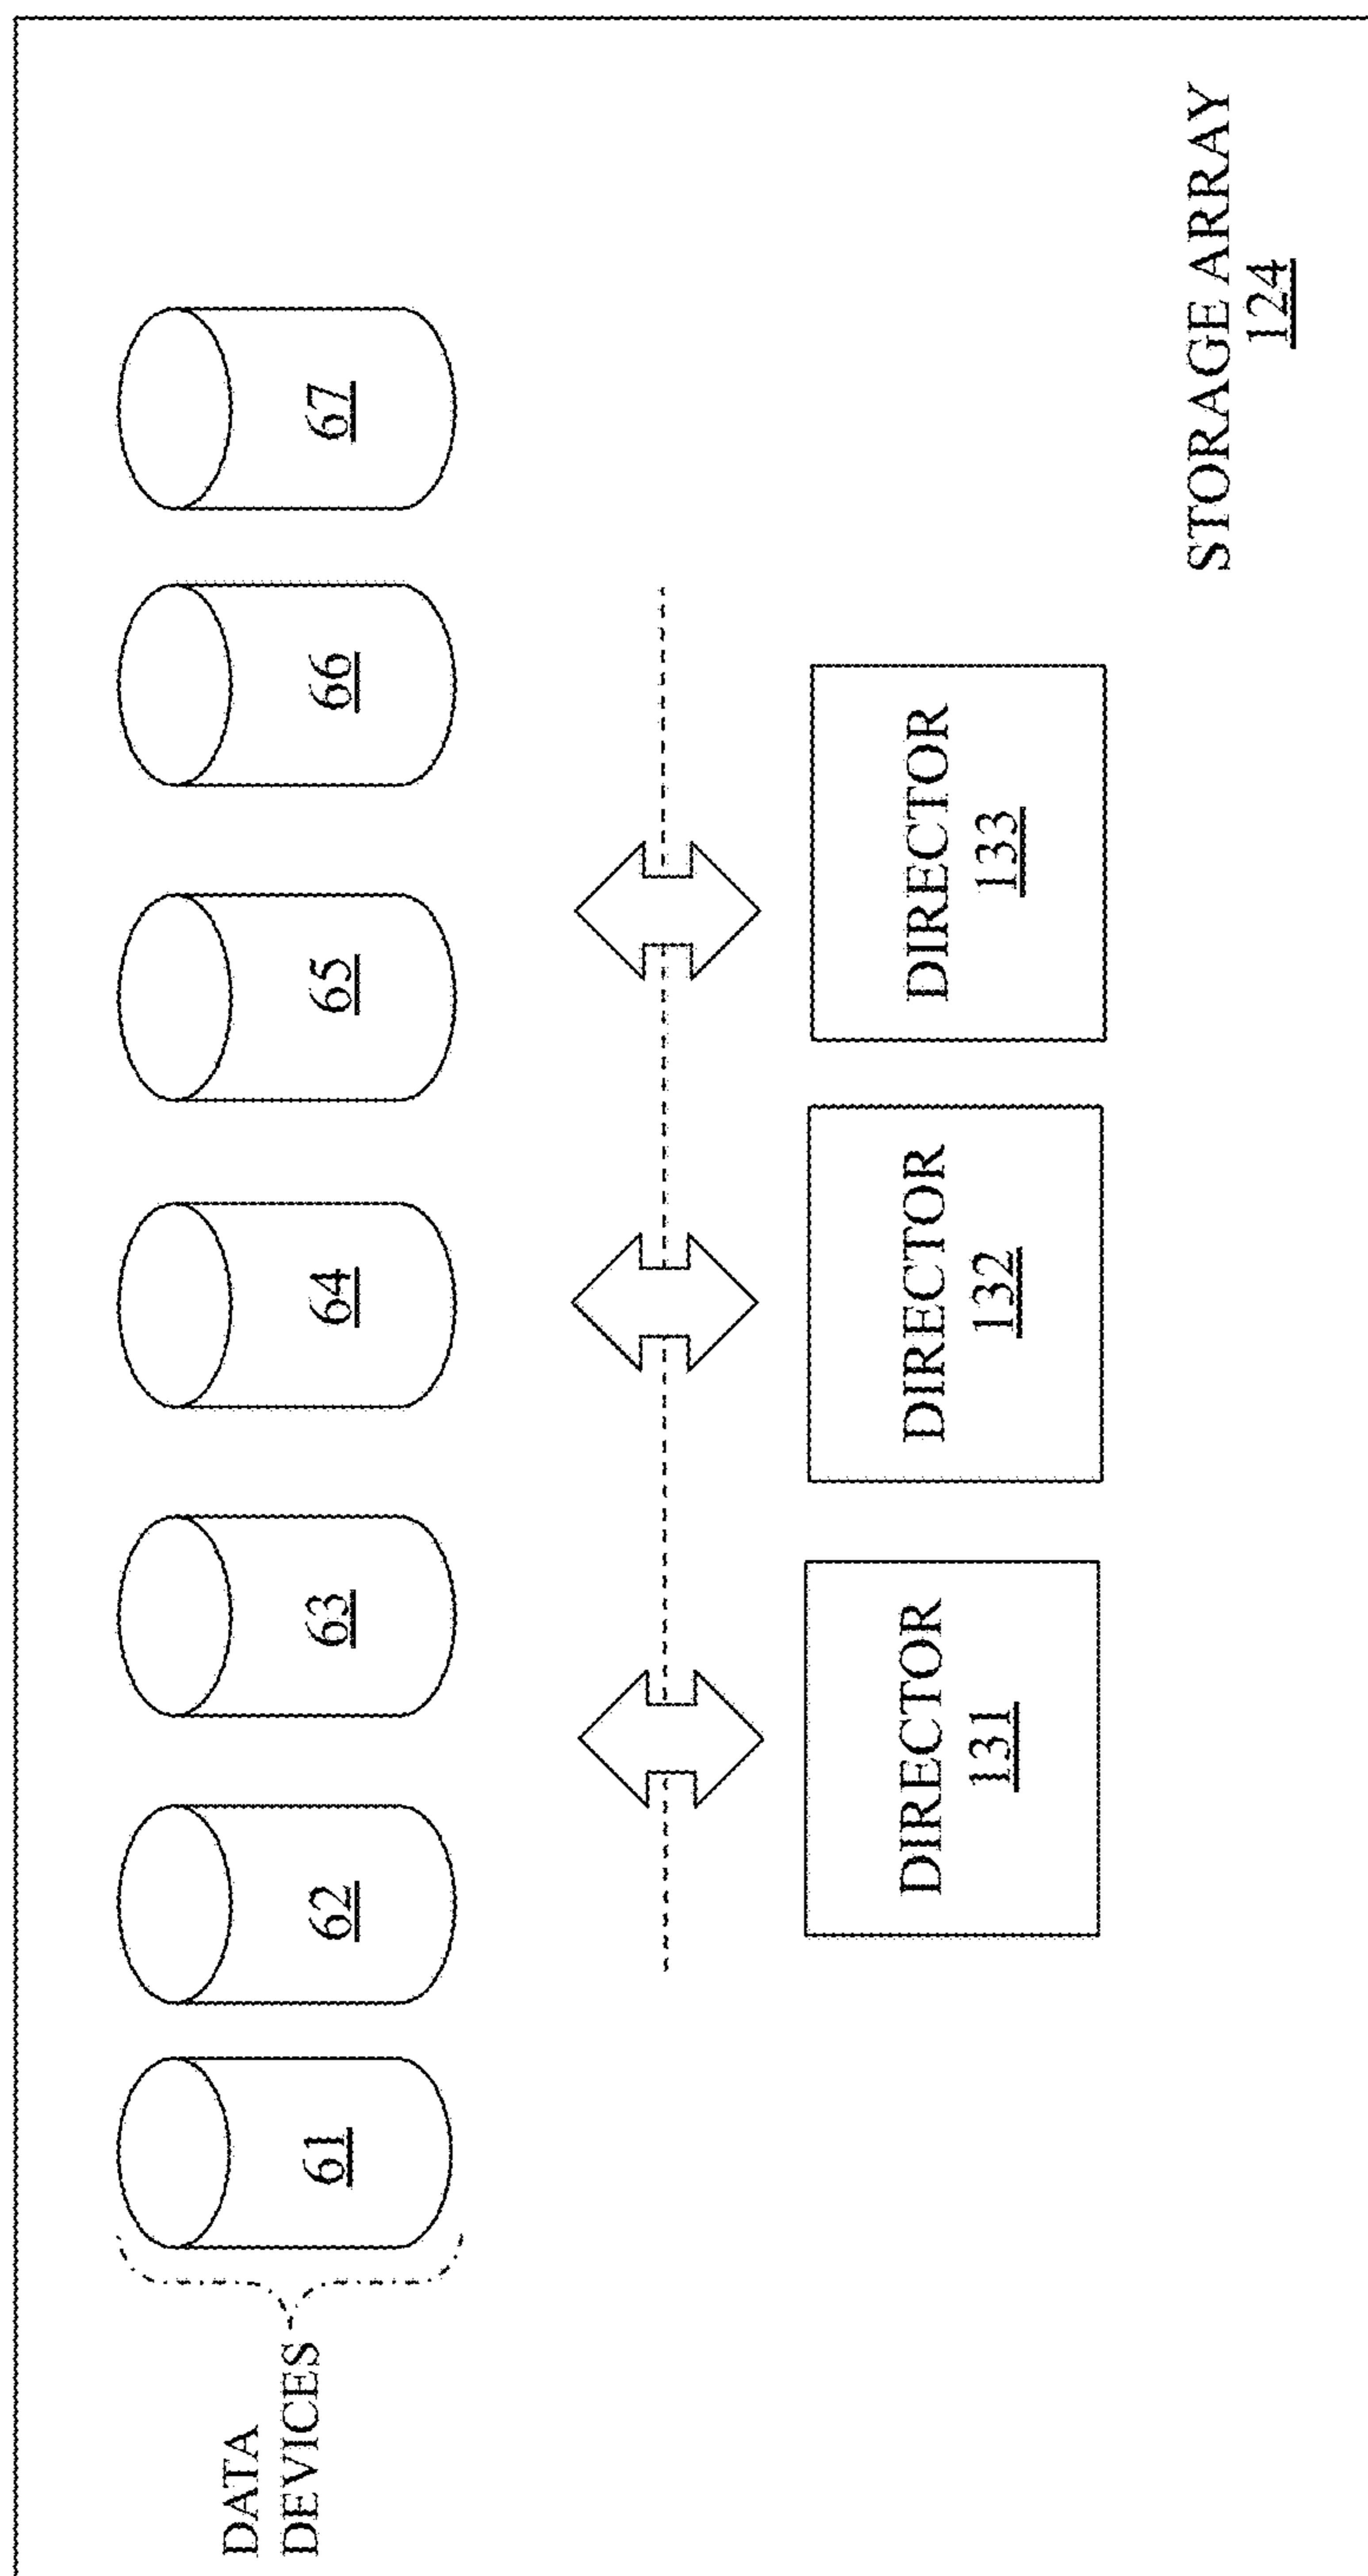 DATA
DEVICES
61
62
63
64
65
66
67
DIRECTOR
131
DIRECTOR
132
DIRECTOR
133
STORAGE ARRAY
124